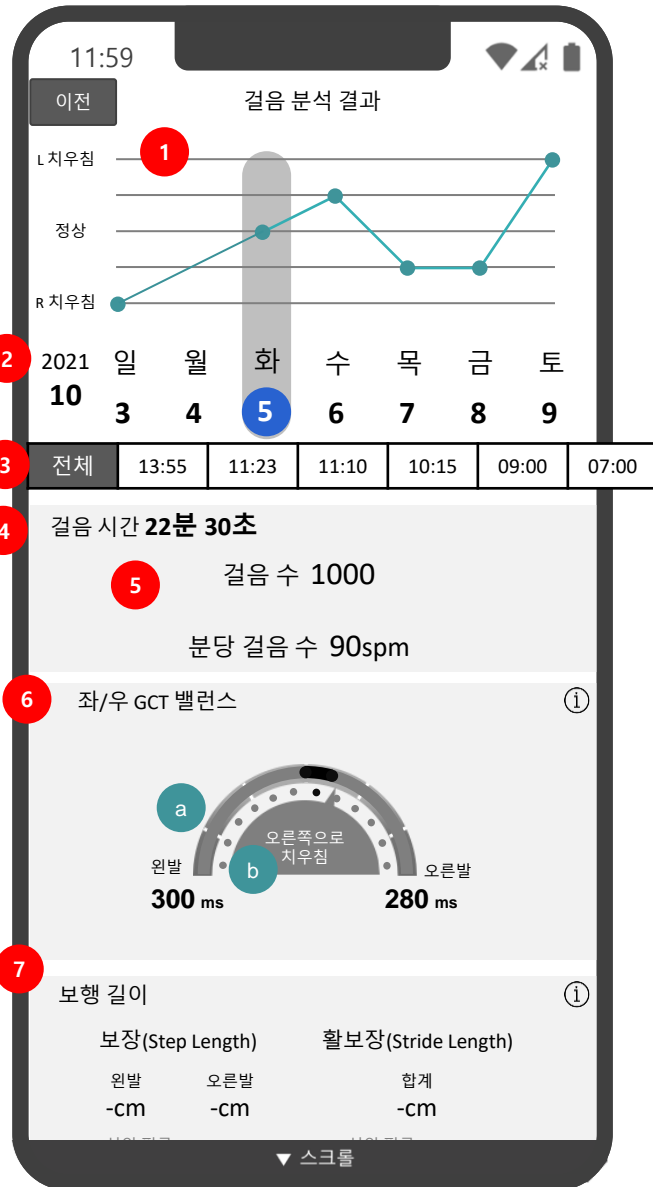 11:59
이전
걸음 분석 결과
1
L 치우침
정상
R 치우침
2
2021 일 월 화 수 목 금 토
10 3 4 5 6 7 8 9
3
전체 13:55 11:23 11:10 10:15 09:00 07:00
4
걸음 시간 22분 30초
5
걸음 수 1000
분당 걸음 수 90spm
6
좌/우 GCT 밸런스 i
a
오른쪽으로
치우침
b
왼발 오른발
300 ms 280 ms
7
보행 길이 i
보장(Step Length) 활보장(Stride Length)
왼발 오른발 합계
-cm -cm -cm
▼ 스크롤